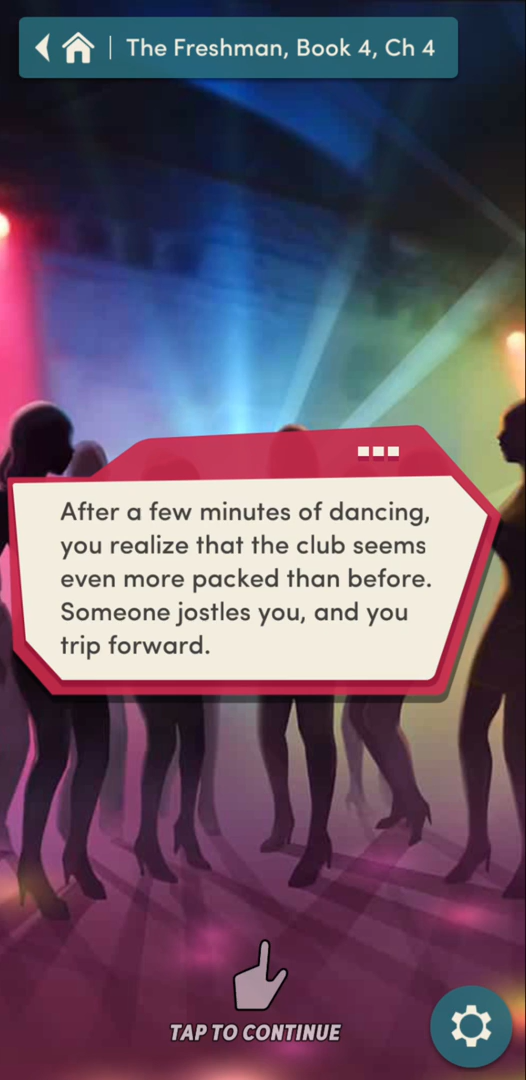 The Freshman, Book 4, Ch 4
After a few minutes of dancing,
you realize that the club seems
even more packed than before.
Someone jostles you, and you
trip forward.
TAP TO CONTINUE